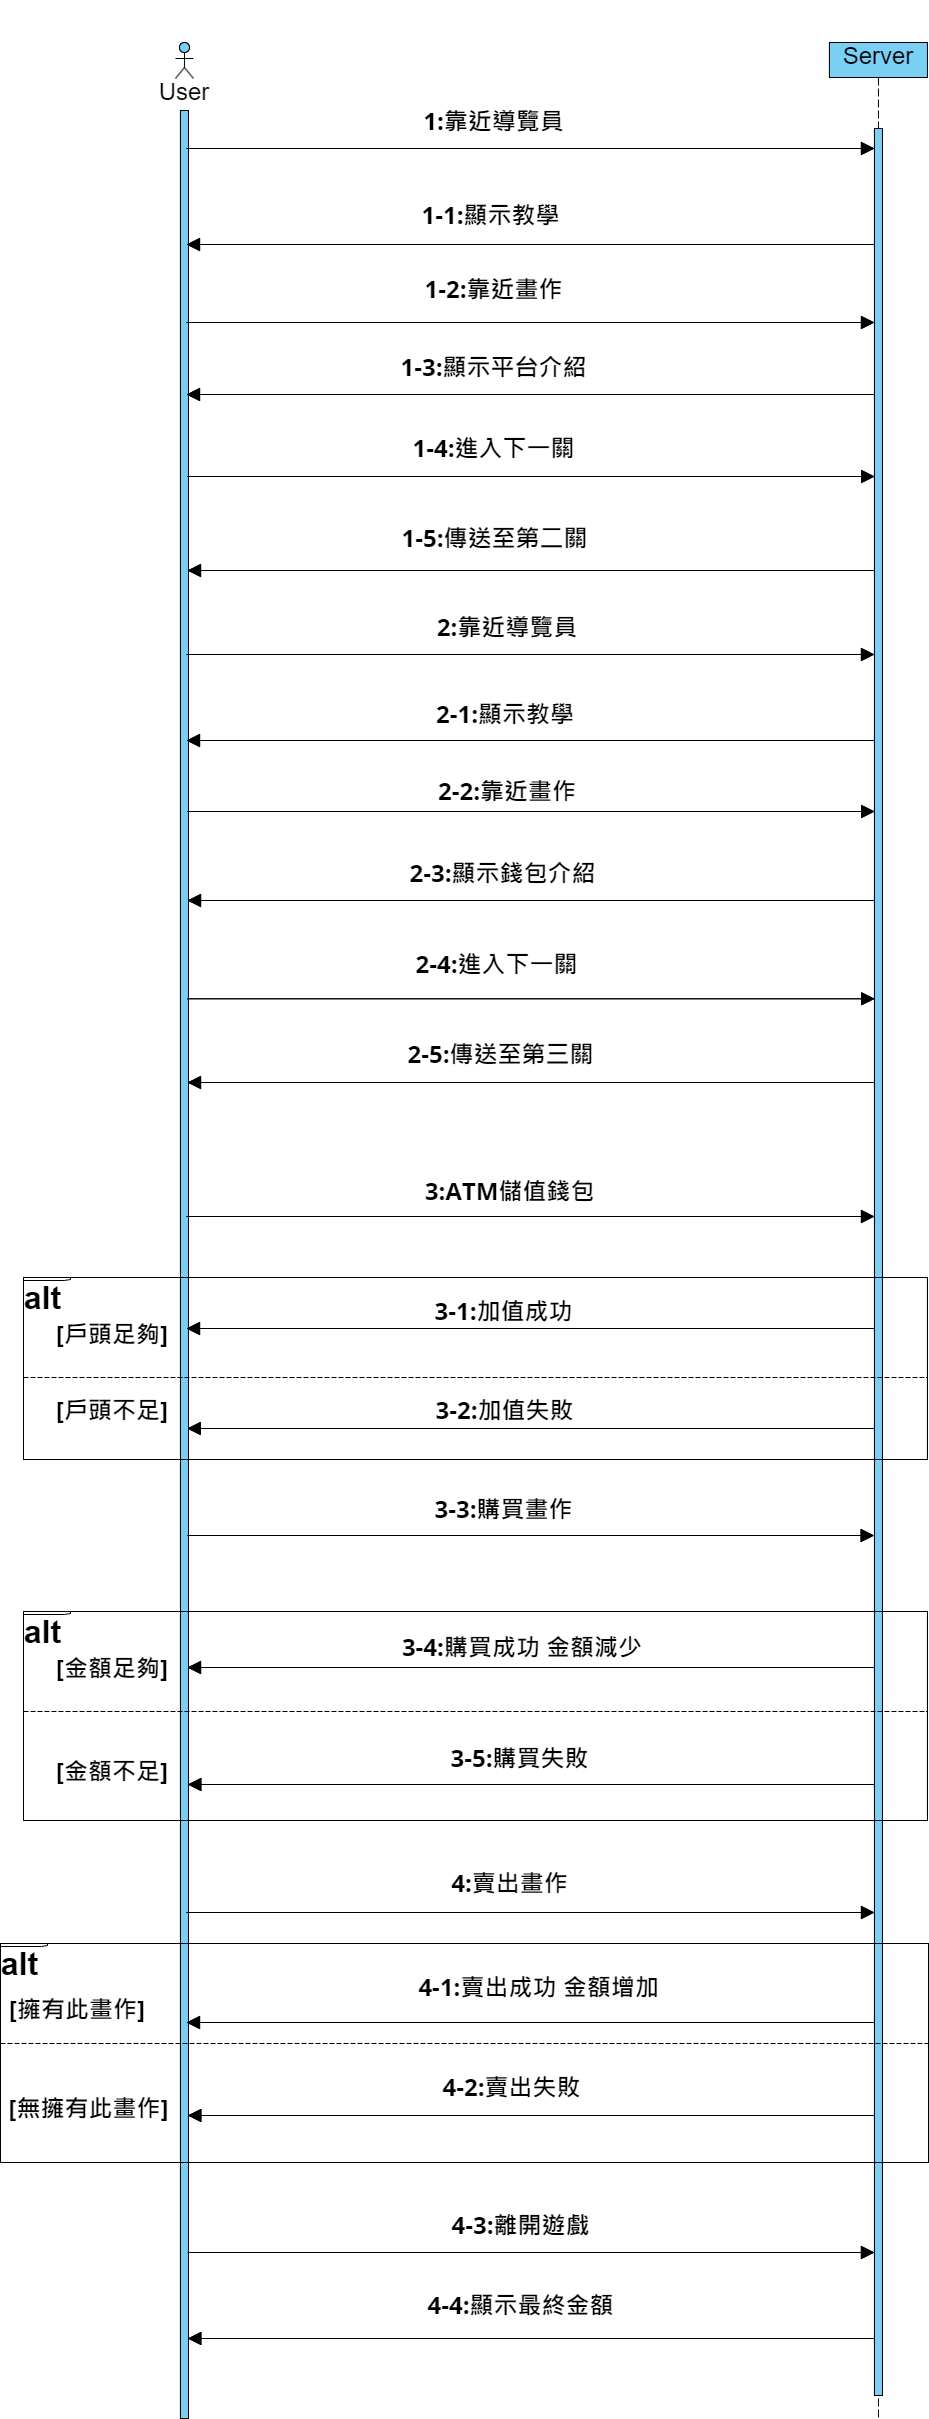 User
Server
1:靠近導覽員
1-1:顯示教學
1-2:靠近畫作
1-3:顯示平台介紹
1-4:進入下一關
1-5:傳送至第二關
2:靠近導覽員
2-1:顯示教學
2-2:靠近畫作
2-3:顯示錢包介紹
2-4:進入下一關
2-5:傳送至第三關
3:ATM儲值錢包
alt
3-1:加值成功
[戶頭足夠]
[戶頭不足]
3-2:加值失敗
3-3:購買畫作
alt
3-4:購買成功 金額減少
[金額足夠]
3-5:購買失敗
[金額不足]
4:賣出畫作
alt
4-1:賣出成功 金額增加
[擁有此畫作]
4-2:賣出失敗
[無擁有此畫作]
4-3:離開遊戲
4-4:顯示最終金額